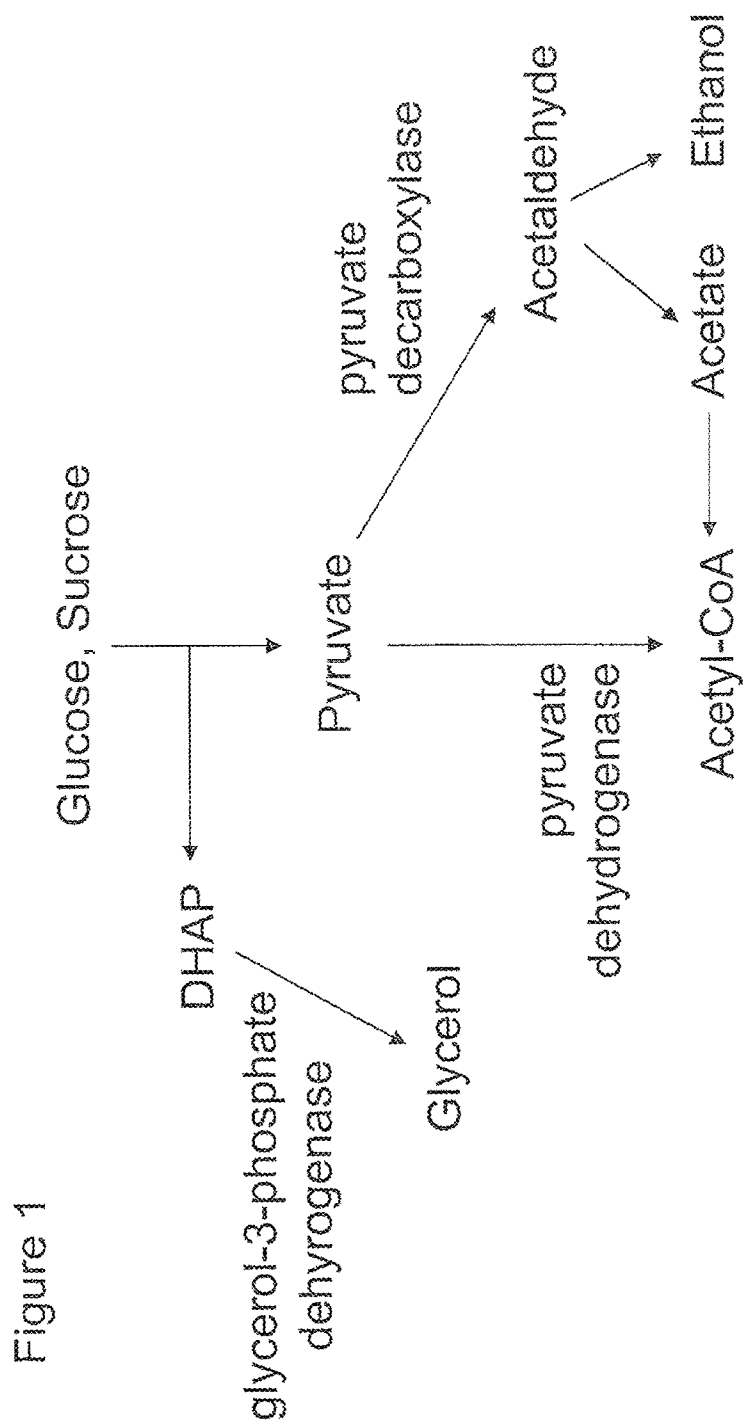 Figure 1
Glucose, Sucrose
DHAP
glycerol-3-phosphate
dehyrogenase
Glycerol
Pyruvate
pyruvate
decarboxylase
pyruvate
dehydrogenase
Acetaldehyde
Acetyl-CoA
Acetate
Ethanol